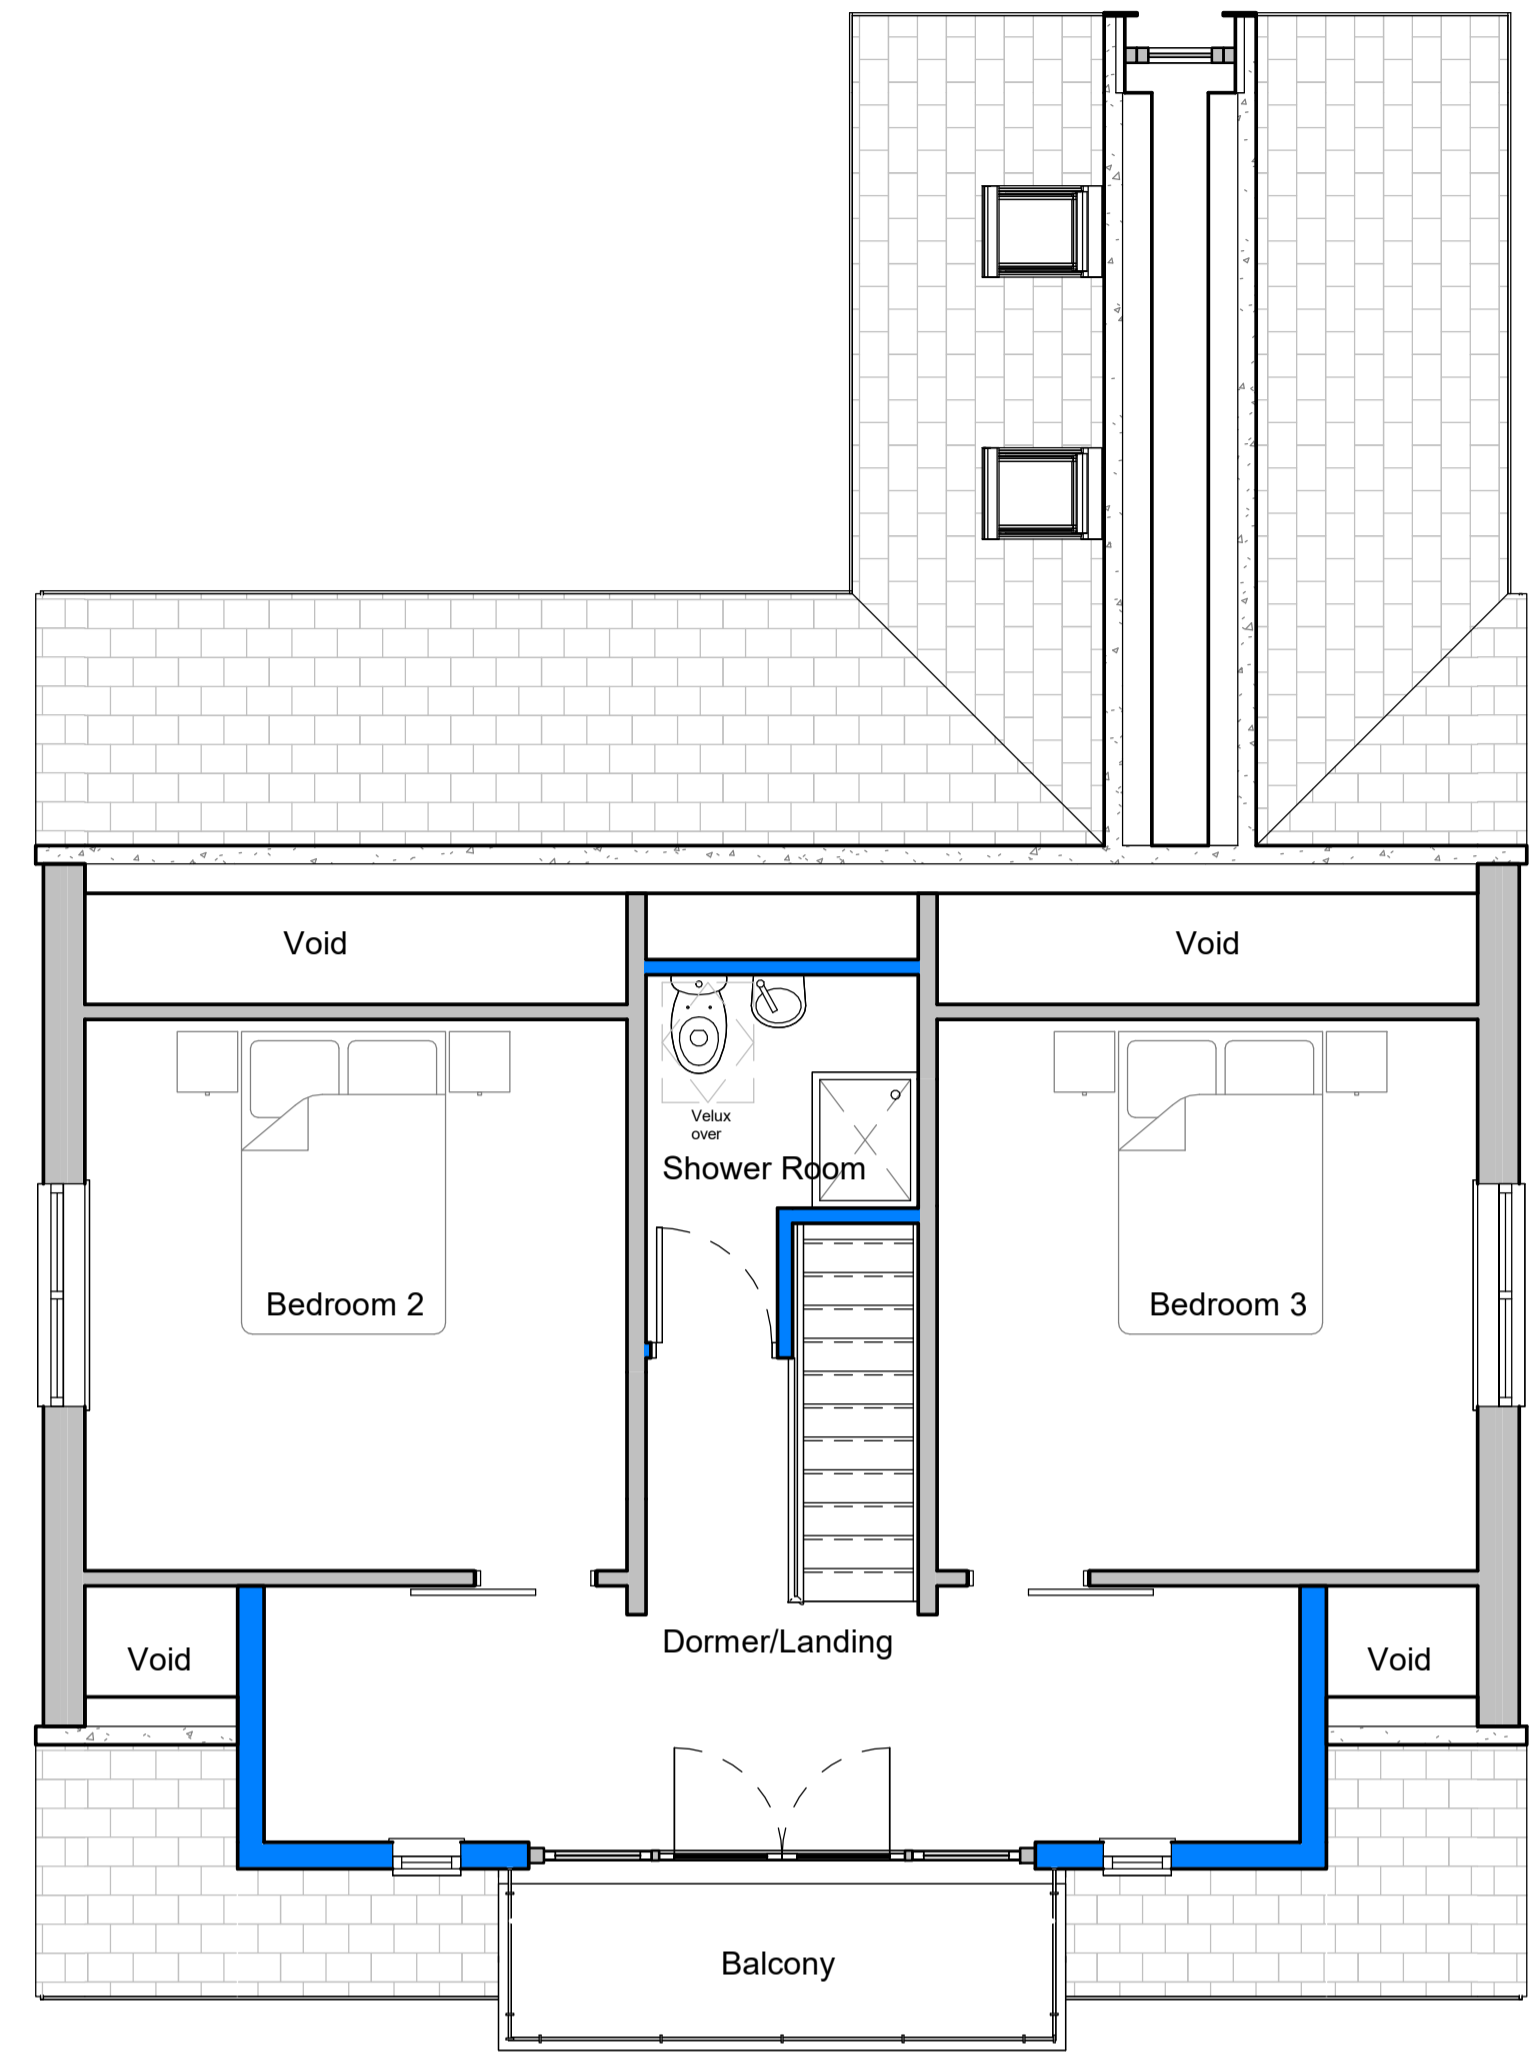 Void
Void
Velux
over
Shower Room
Bedroom 2
Bedroom 3
Dormer/Landing
Void
Void
Balcony